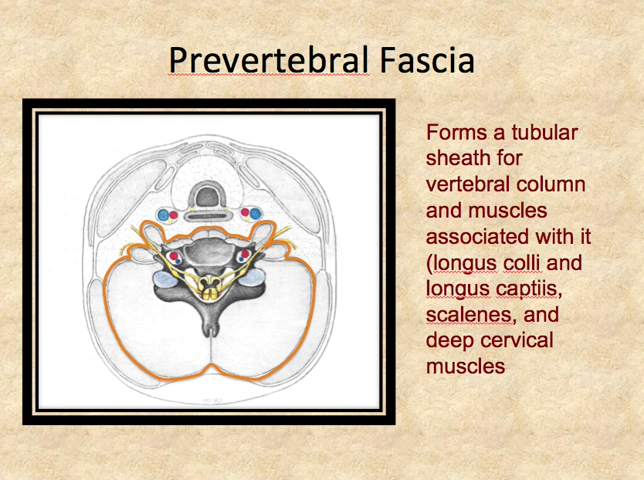 Prevertebral Fascia
Forms a tubular
sheath for
vertebral column
and muscles
associated with it
(longus colli and
longus captiis,
scalenes, and
deep cervical
muscles